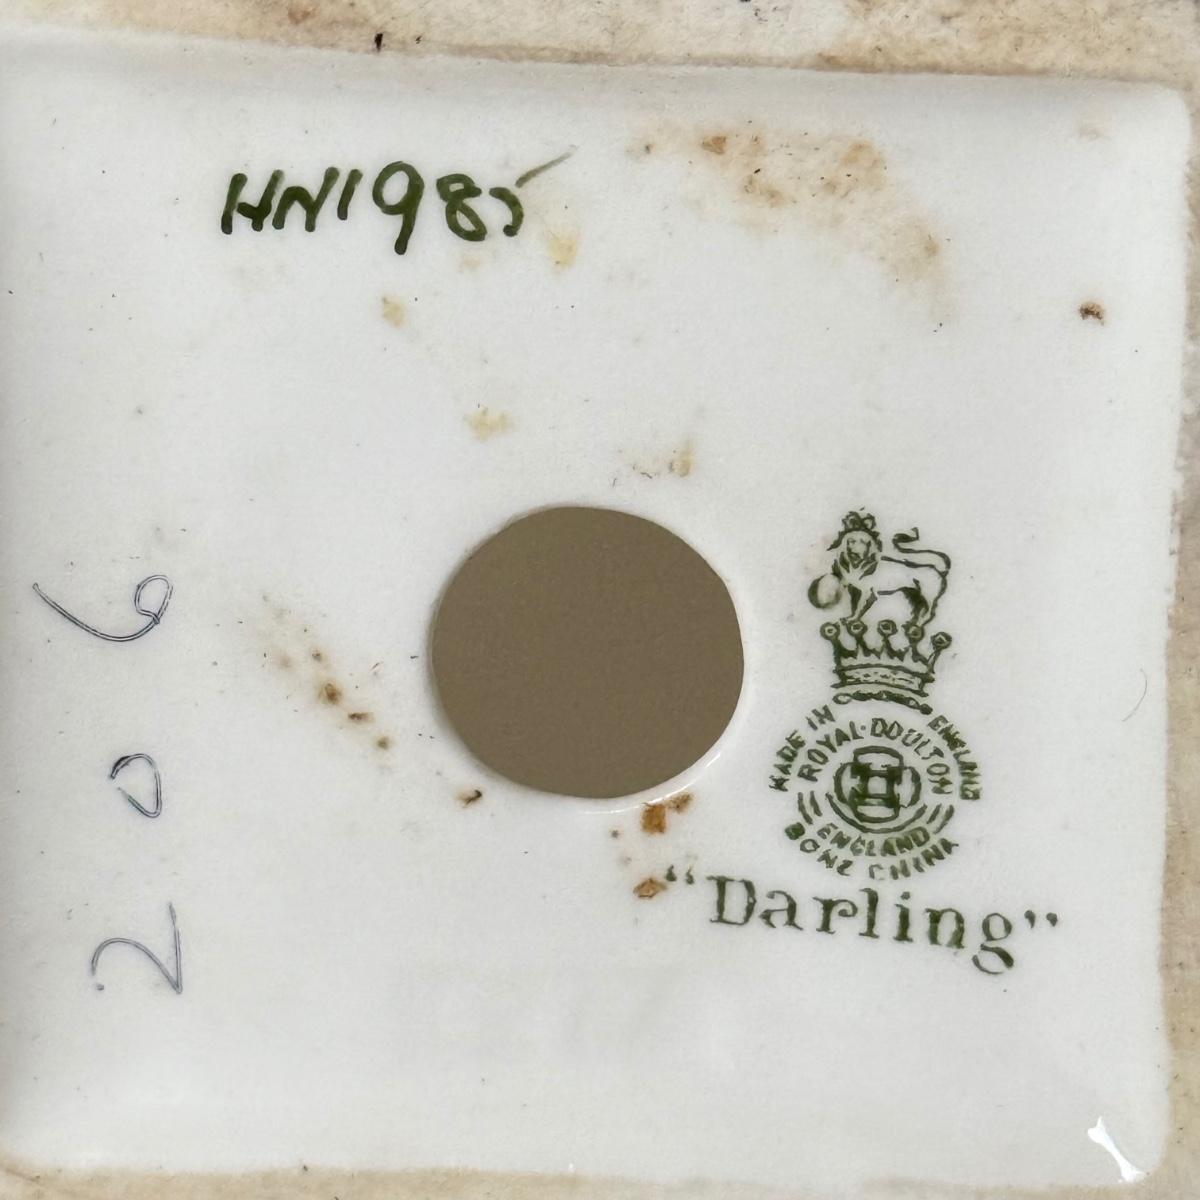 HN1985
MADE IN ENGLAND
ROYAL·DOULTON
ENGLAND
BONE CHINA
"Darling"
206